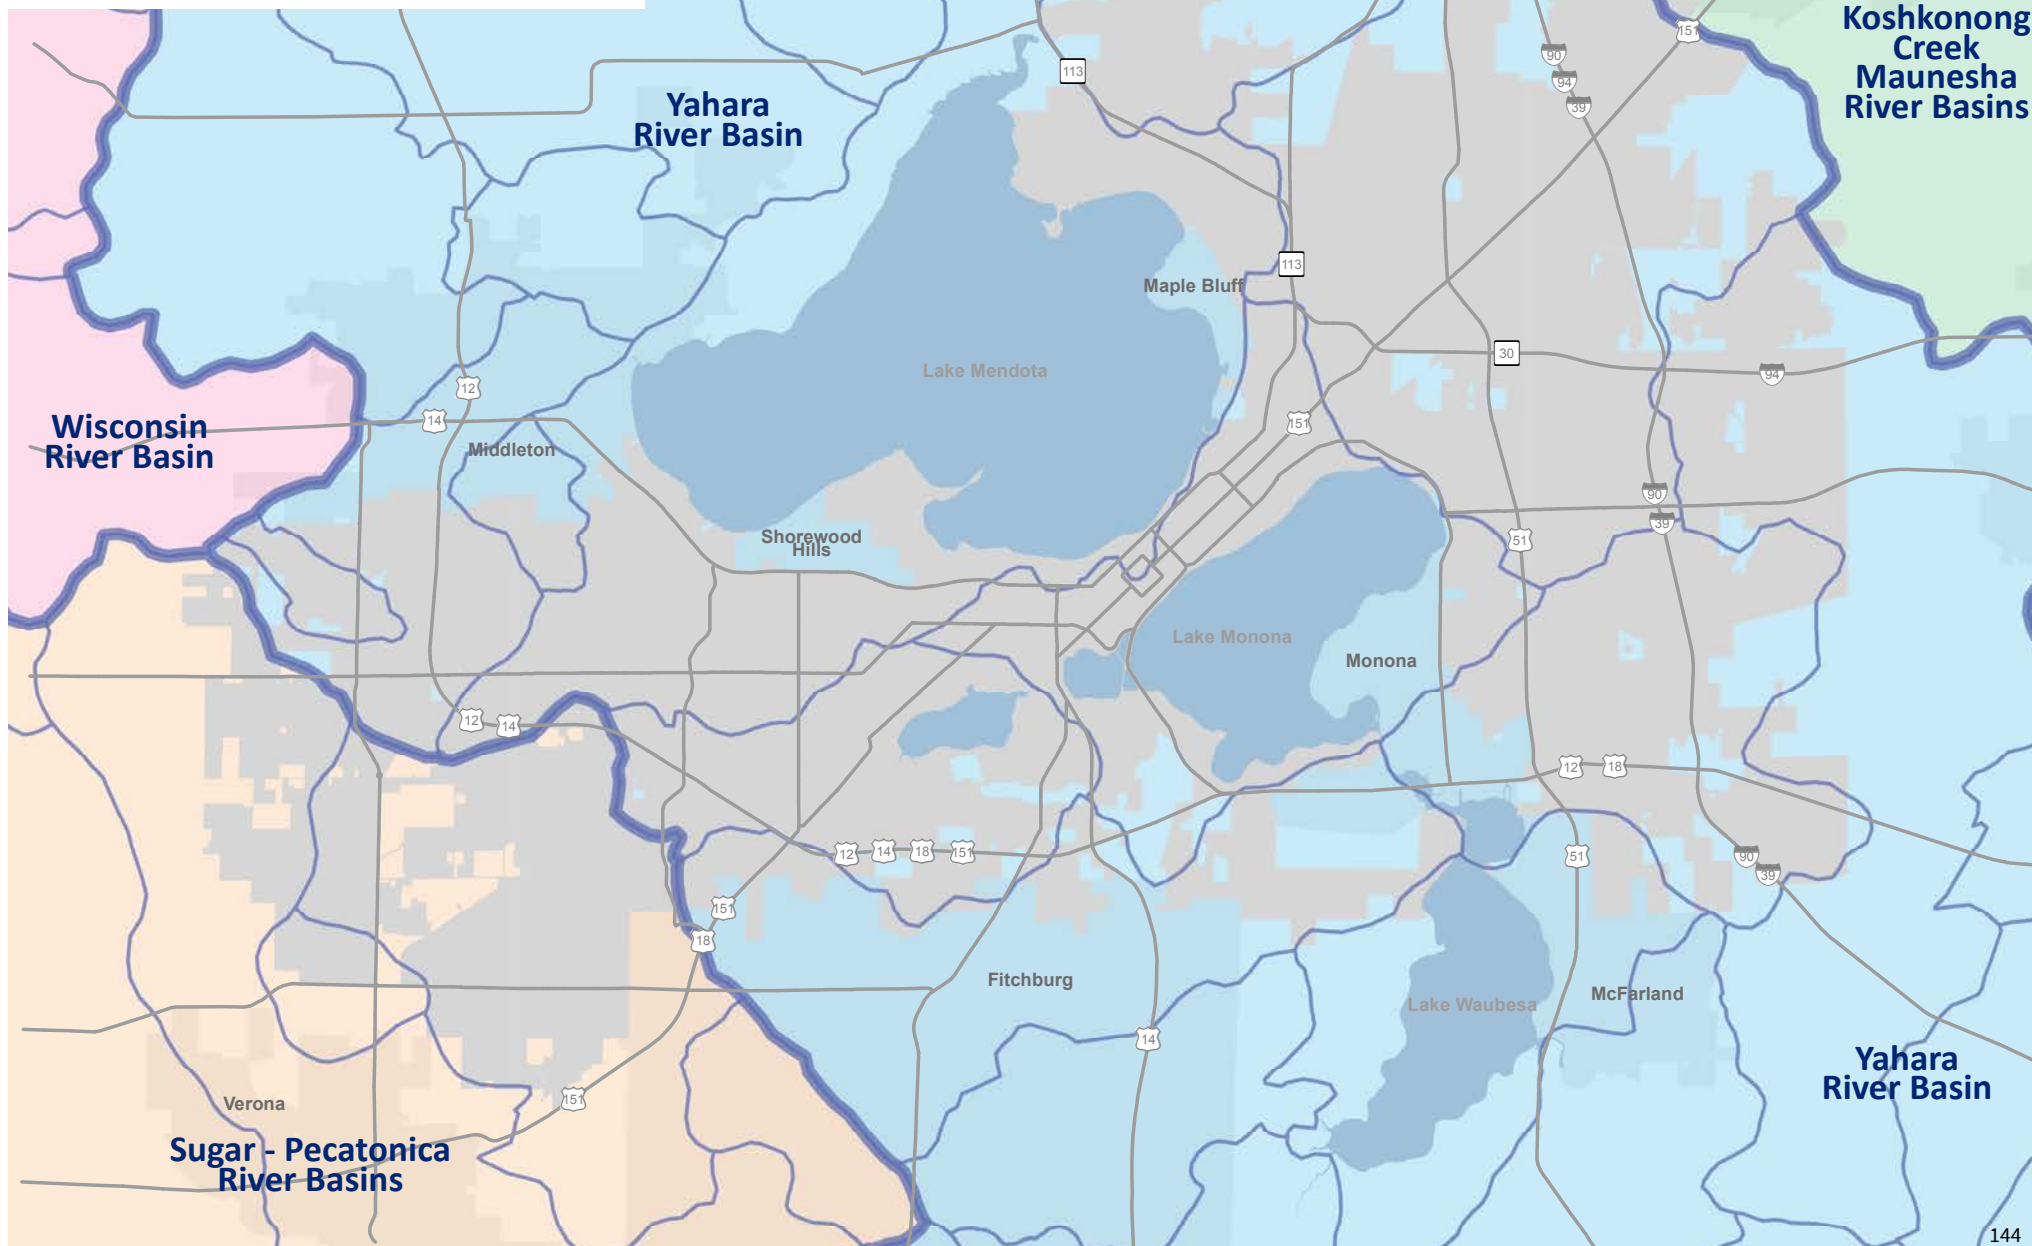 Koshkonong
Creek
Maunesha
River Basins
151
90
94
39
113
Yahara
River Basin
113
Maple Bluff
30
Lake Mendota
94
12
14
151
Wisconsin
River Basin
Middleton
90
39
51
Shorewood
Hills
Lake Monona
Monona
12
14
12
18
12
14
18
151
51
90
39
151
18
Fitchburg
Lake Waubesa
McFarland
14
Yahara
River Basin
151
Verona
Sugar - Pecatonica
River Basins
144